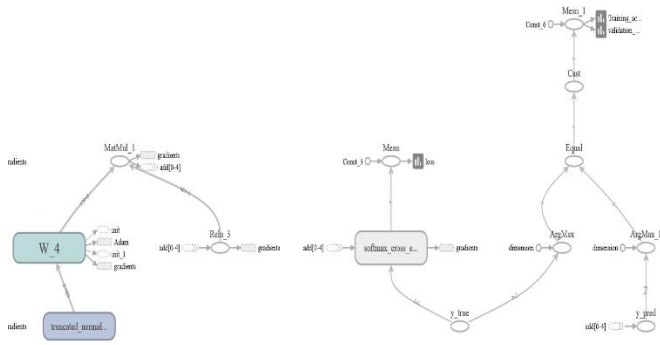 Mean_1
Const_6
Training_ac...
validation_...
Cast
MatMul_1
Mean
Equal
radients
gradients
add[0-4]
Const_5
loss
init
Adam
init_1
gradients
W_4
Relu_3
add[0-4]
gradients
add[0-4]
softmax_cross_e...
gradients
ArgMax
dimension
ArgMax_1
dimension
radients
truncated_normal...
y_true
add[0-4]
y_pred